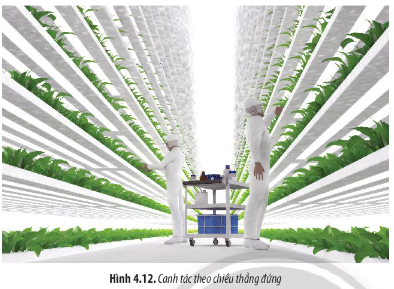 Hình 4.12. Canh tác theo chiều thẳng đứng